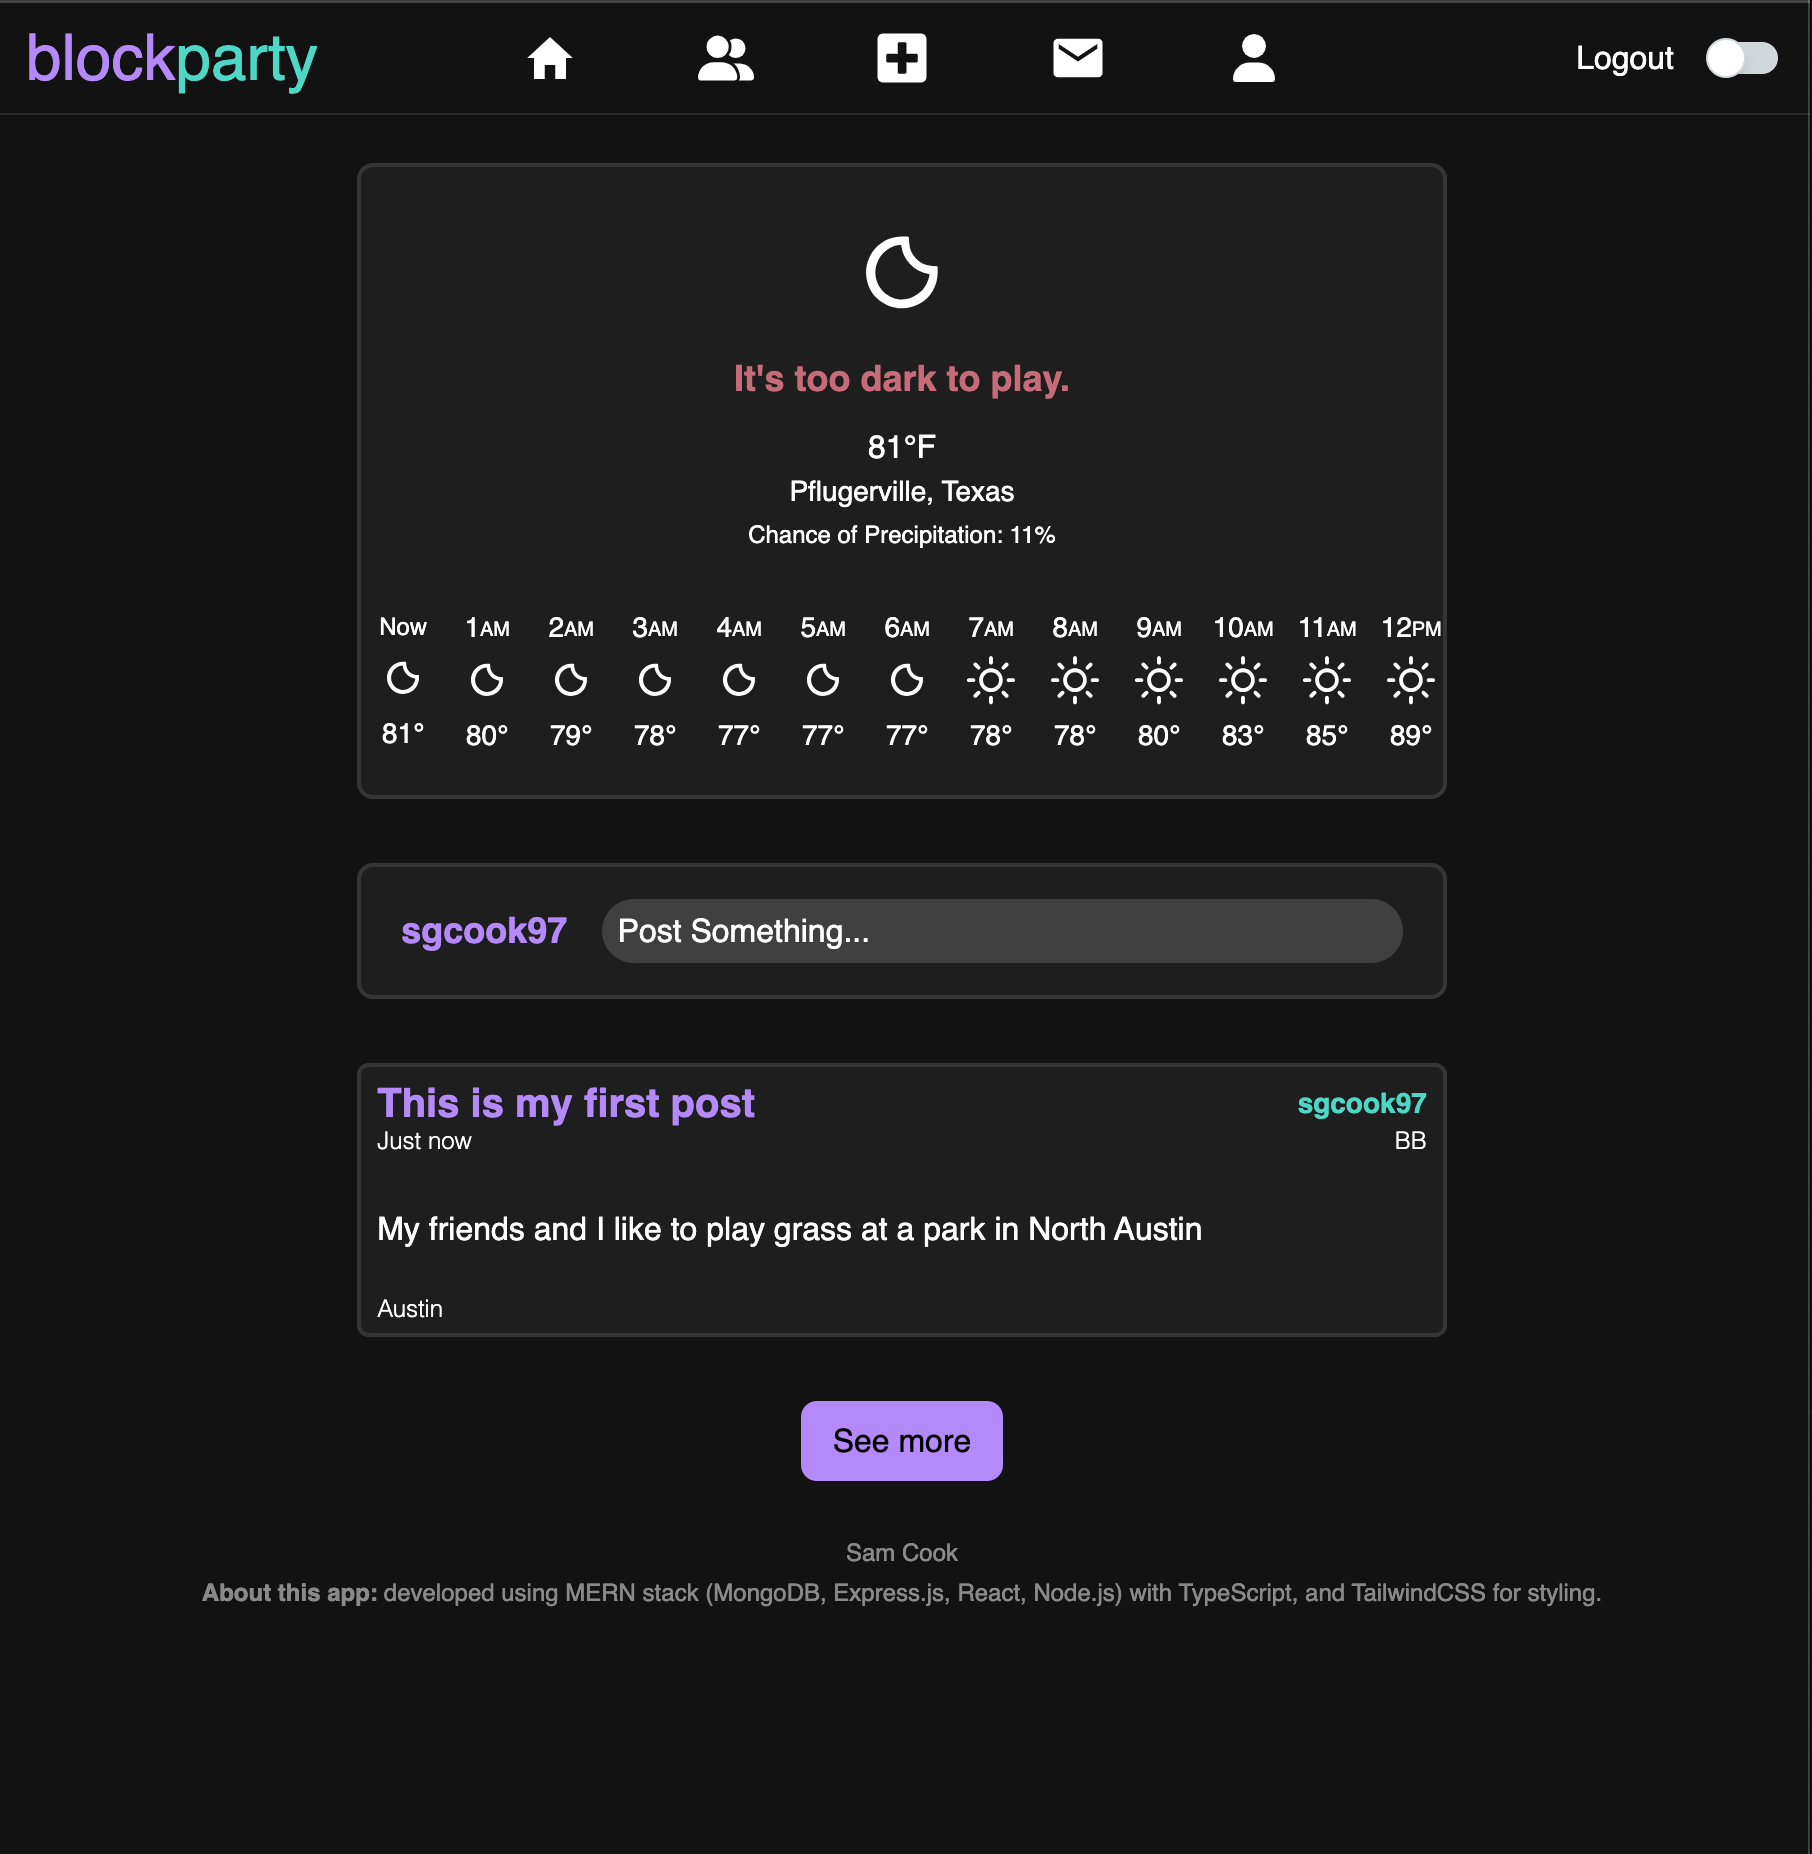 blockparty Logout
It's too dark to play.
81°F
Pflugerville, Texas
Chance of Precipitation: 11%
Now 1AM 2AM 3AM 4AM 5AM 6AM 7AM 8AM 9AM 10AM 11AM 12PM
81° 80° 79° 78° 77° 77° 77° 78° 78° 80° 83° 85° 89°
sgcook97 Post Something...
This is my first post sgcook97
Just now BB
My friends and I like to play grass at a park in North Austin
Austin
See more
Sam Cook
About this app: developed using MERN stack (MongoDB, Express.js, React, Node.js) with TypeScript, and TailwindCSS for styling.